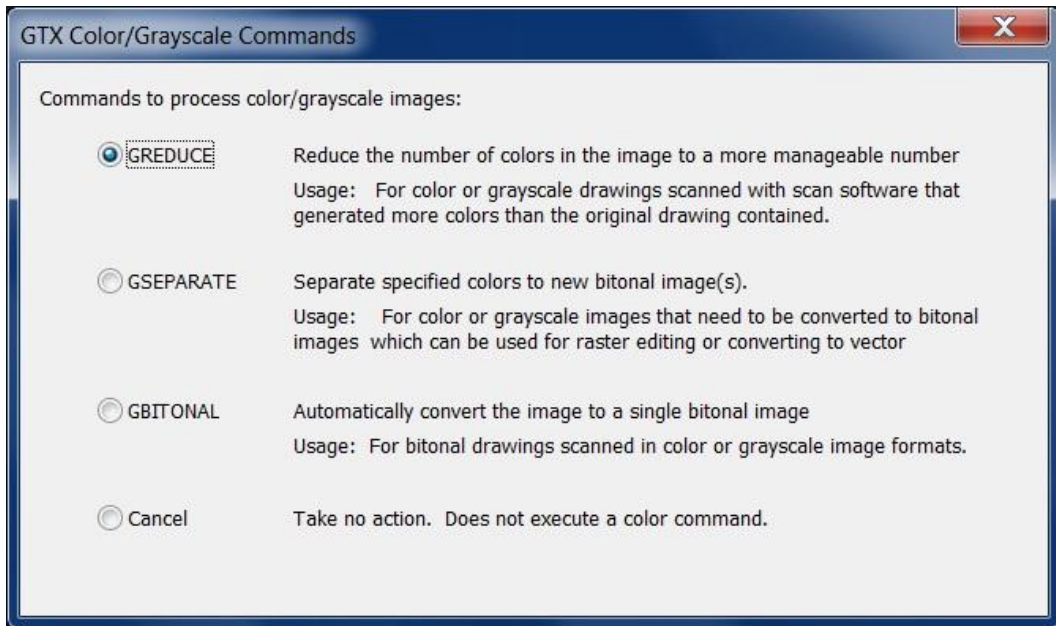 GTX Color/Grayscale Commands
Commands to process color/grayscale images:
GREDUCE Reduce the number of colors in the image to a more manageable number
Usage: For color or grayscale drawings scanned with scan software that
generated more colors than the original drawing contained.
GSEPARATE Separate specified colors to new bitonal image(s).
Usage: For color or grayscale images that need to be converted to bitonal
images which can be used for raster editing or converting to vector
GBITONAL Automatically convert the image to a single bitonal image
Usage: For bitonal drawings scanned in color or grayscale image formats.
Cancel Take no action. Does not execute a color command.